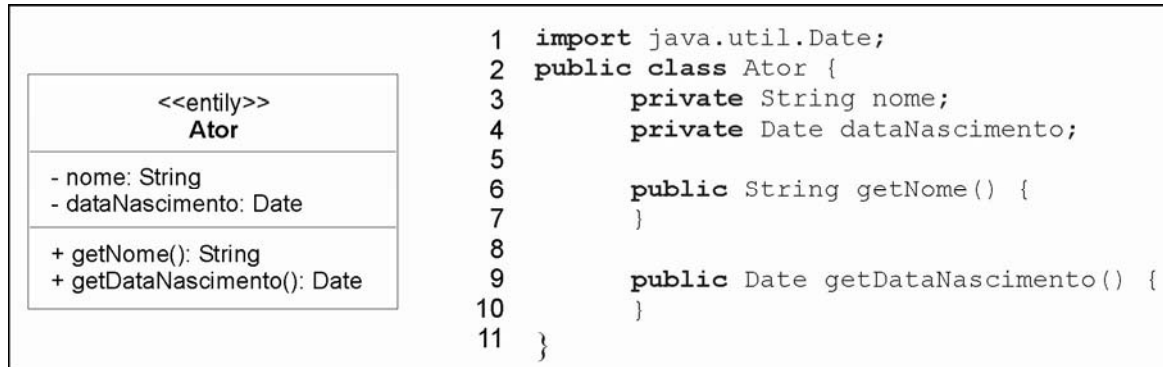 <<entily>>
Ator
- nome: String
- dataNascimento: Date
+ getNome(): String
+ getDataNascimento(): Date
1 import java.util.Date;
2 public class Ator {
3 private String nome;
4 private Date dataNascimento;
5
6 public String getNome() {
7 }
8
9 public Date getDataNascimento() {
10 }
11 }